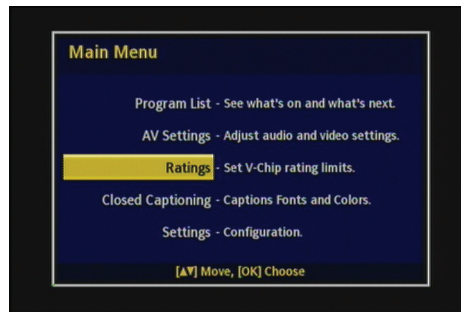 Main Menu
Program List - See what's on and what's next.
AV Settings - Adjust audio and video settings.
Ratings - Set V-Chip rating limits.
Closed Captioning - Captions Fonts and Colors.
Settings - Configuration.
[▲▼] Move, [OK] Choose